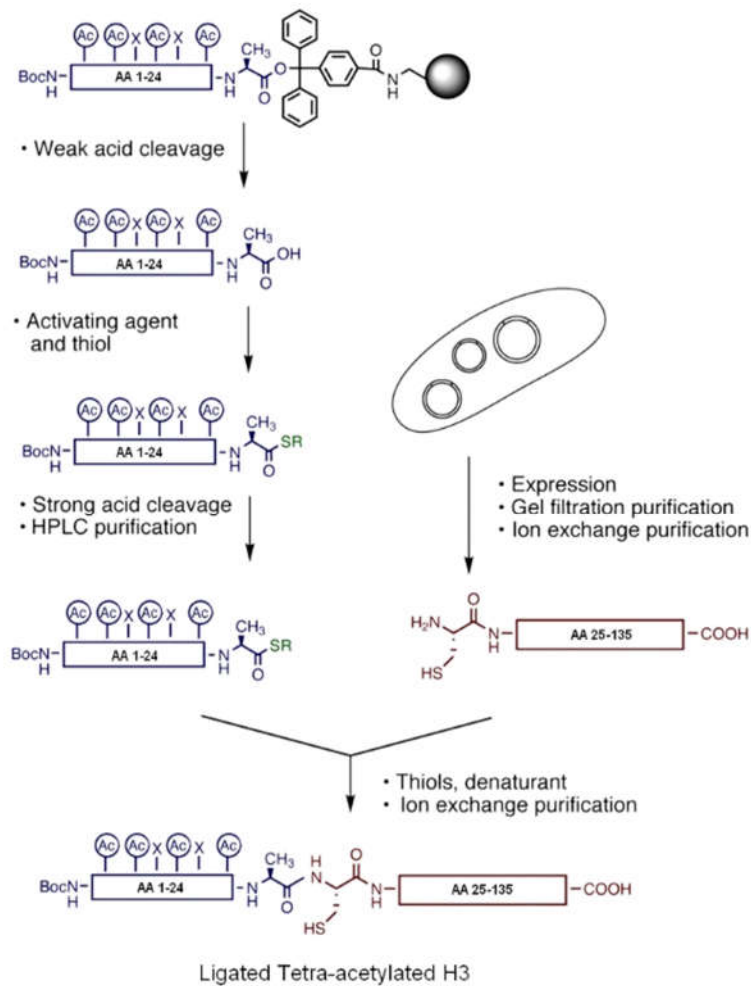 Ac Ac X Ac X Ac
BocN
H
AA 1-24
N
H
CH₃
O
O
O
N
H
• Weak acid cleavage
Ac Ac X Ac X Ac
BocN
H
AA 1-24
N
H
CH₃
OH
O
• Activating agent
and thiol
Ac Ac X Ac X Ac
BocN
H
AA 1-24
N
H
CH₃
SR
O
• Strong acid cleavage
• HPLC purification
• Expression
• Gel filtration purification
• Ion exchange purification
Ac Ac X Ac X Ac
BocN
H
AA 1-24
N
H
CH₃
SR
O
H₂N
O
N
H
HS
AA 25-135
COOH
• Thiols, denaturant
• Ion exchange purification
Ac Ac X Ac X Ac
BocN
H
AA 1-24
N
H
CH₃
O
H
N
O
N
H
HS
AA 25-135
COOH
Ligated Tetra-acetylated H3